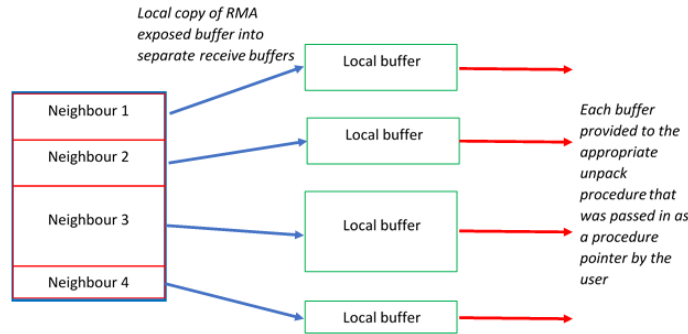 Local copy of RMA
exposed buffer into
separate receive buffers
Neighbour 1
Neighbour 2
Neighbour 3
Neighbour 4
Local buffer
Local buffer
Local buffer
Local buffer
Each buffer
provided to the
appropriate
unpack
procedure that
was passed in as
a procedure
pointer by the
user